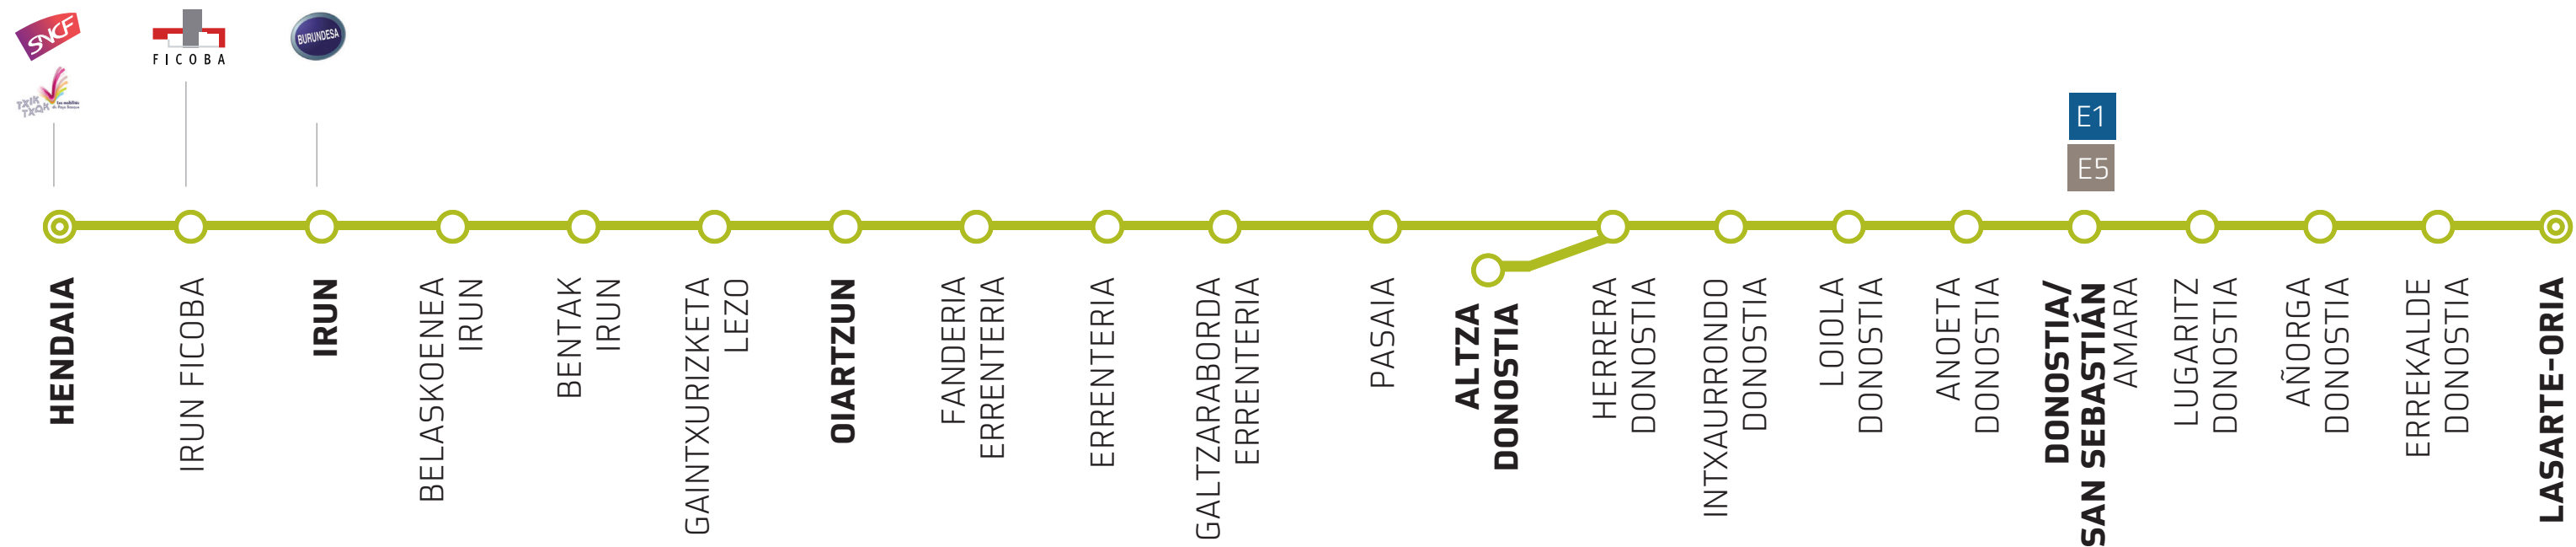 SNCF
TXIK
TXAK
FICOBA
BURUNDESA
E1
E5
HENDAIA
IRUN FICOBA
IRUN
BELASKOENEA
IRUN
BENTAK
IRUN
GAINTXURIZKETA
LEZO
OIARTZUN
FANDERIA
ERRENTERIA
ERRENTERIA
GALTZARABORDA
ERRENTERIA
PASAIA
ALTZA
DONOSTIA
HERRERA
DONOSTIA
INTXAURRONDO
DONOSTIA
LOIOLA
DONOSTIA
ANOETA
DONOSTIA
DONOSTIA/
SAN SEBASTIÁN
AMARA
LUGARITZ
DONOSTIA
AÑORGA
DONOSTIA
ERREKALDE
DONOSTIA
LASARTE-ORIA